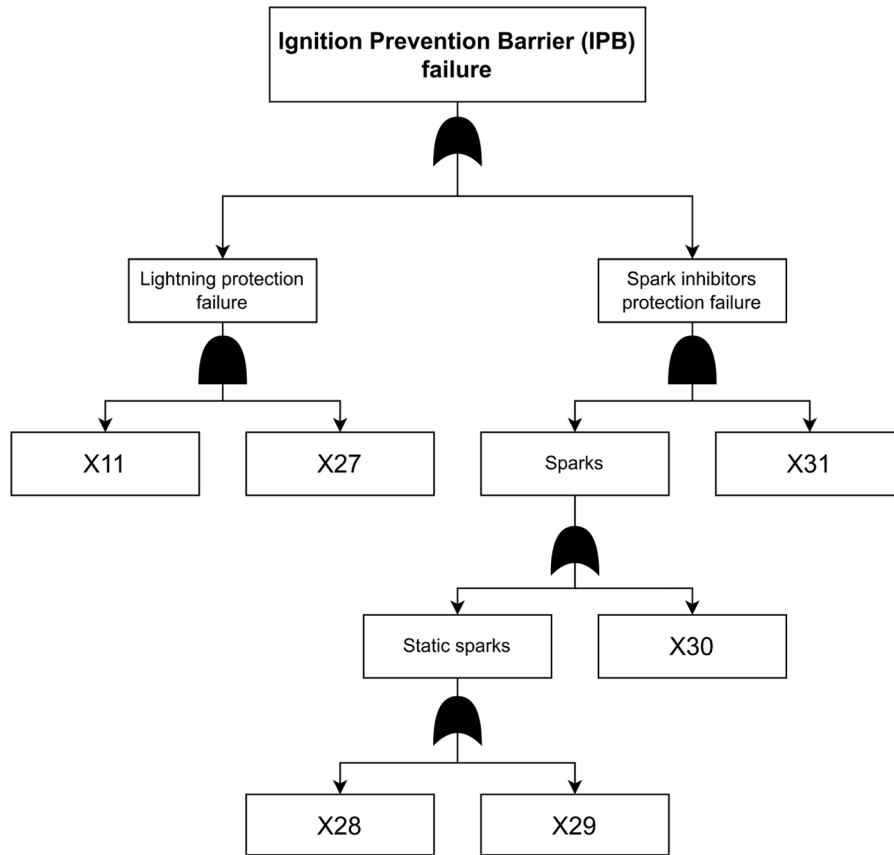 Ignition Prevention Barrier (IPB)
failure
Lightning protection
failure
Spark inhibitors
protection failure
X11
X27
Sparks
X31
Static sparks
X30
X28
X29